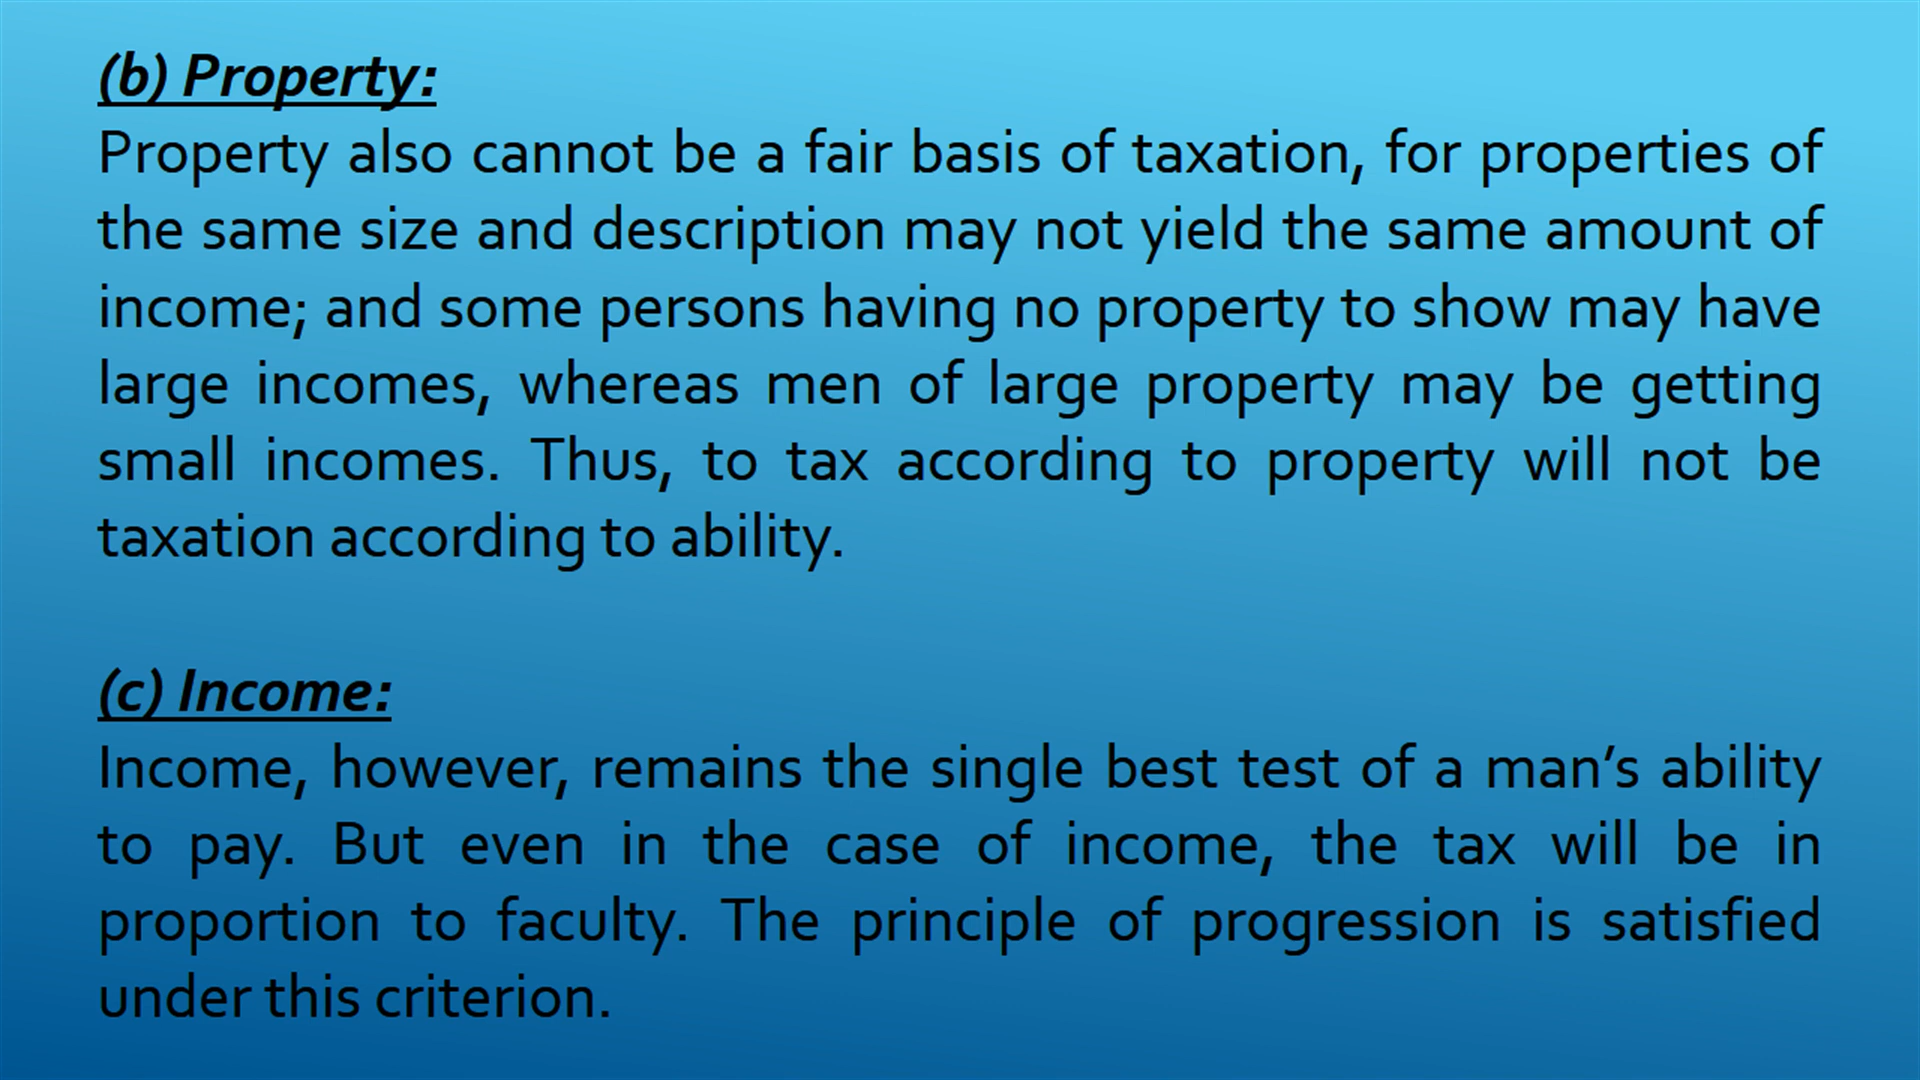 (b) Property:
Property also cannot be a fair basis of taxation, for properties of
the same size and description may not yield the same amount of
income; and some persons having no property to show may have
large incomes, whereas men of large property may be getting
small incomes. Thus, to tax according to property will not be
taxation according to ability.
(c) Income:
Income, however, remains the single best test of a man’s ability
to pay. But even in the case of income, the tax will be in
proportion to faculty. The principle of progression is satisfied
under this criterion.